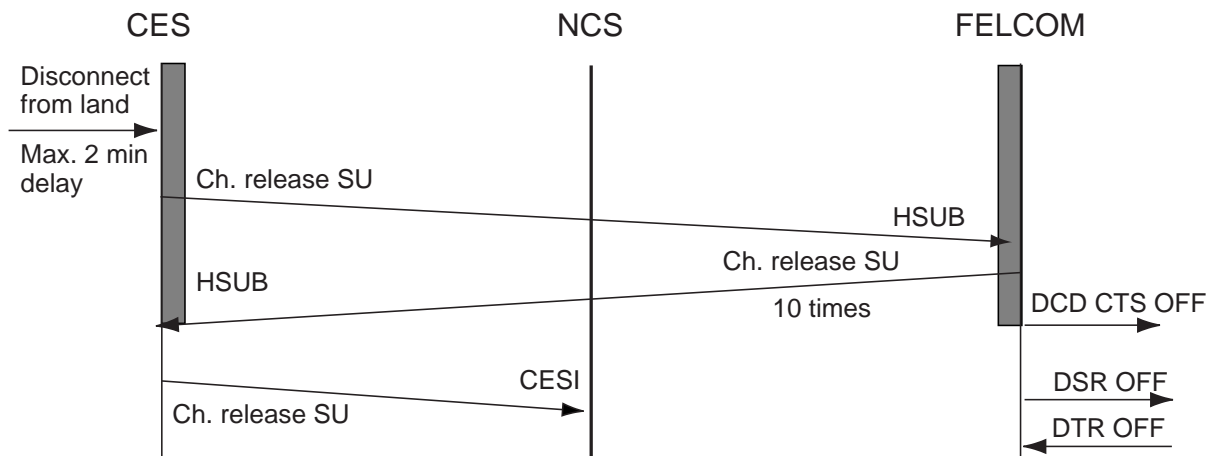 CES
NCS
FELCOM
Disconnect
from land
Max. 2 min
delay
Ch. release SU
HSUB
Ch. release SU
HSUB
10 times
DCD CTS OFF
CESI
DSR OFF
Ch. release SU
DTR OFF